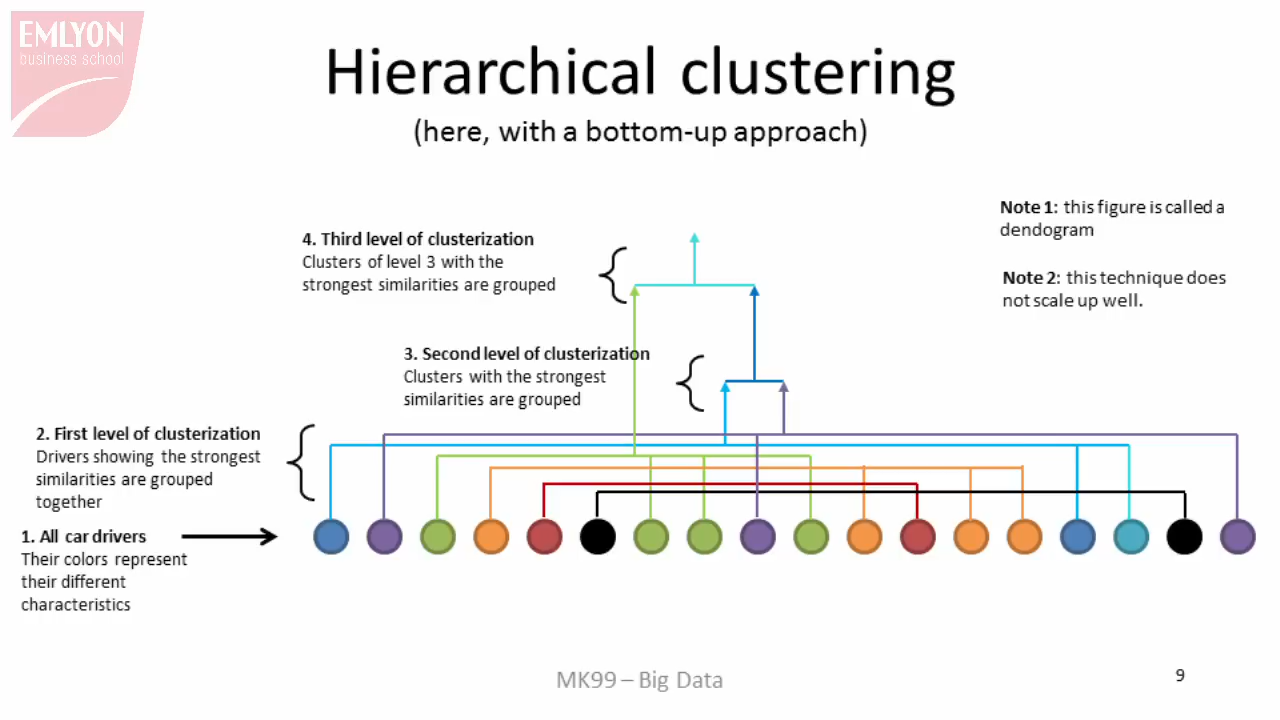 EMLYON
business school
Hierarchical clustering
(here, with a bottom-up approach)
Note 1: this figure is called a
dendogram
Note 2: this technique does
not scale up well.
4. Third level of clusterization
Clusters of level 3 with the
strongest similarities are grouped
3. Second level of clusterization
Clusters with the strongest
similarities are grouped
2. First level of clusterization
Drivers showing the strongest
similarities are grouped
together
1. All car drivers
Their colors represent
their different
characteristics
MK99 – Big Data
9